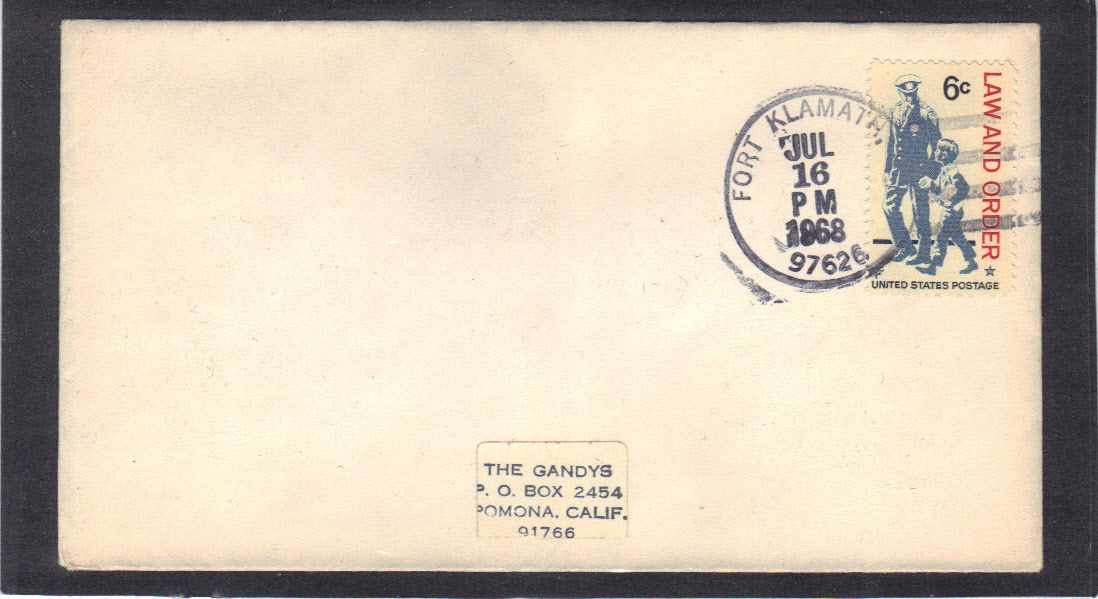 FORT KLAMATH.
JUL
16
PM
1968
97626
6c
LAW AND ORDER
UNITED STATES POSTAGE
THE GANDYS
P. O. BOX 2454
POMONA, CALIF.
91766